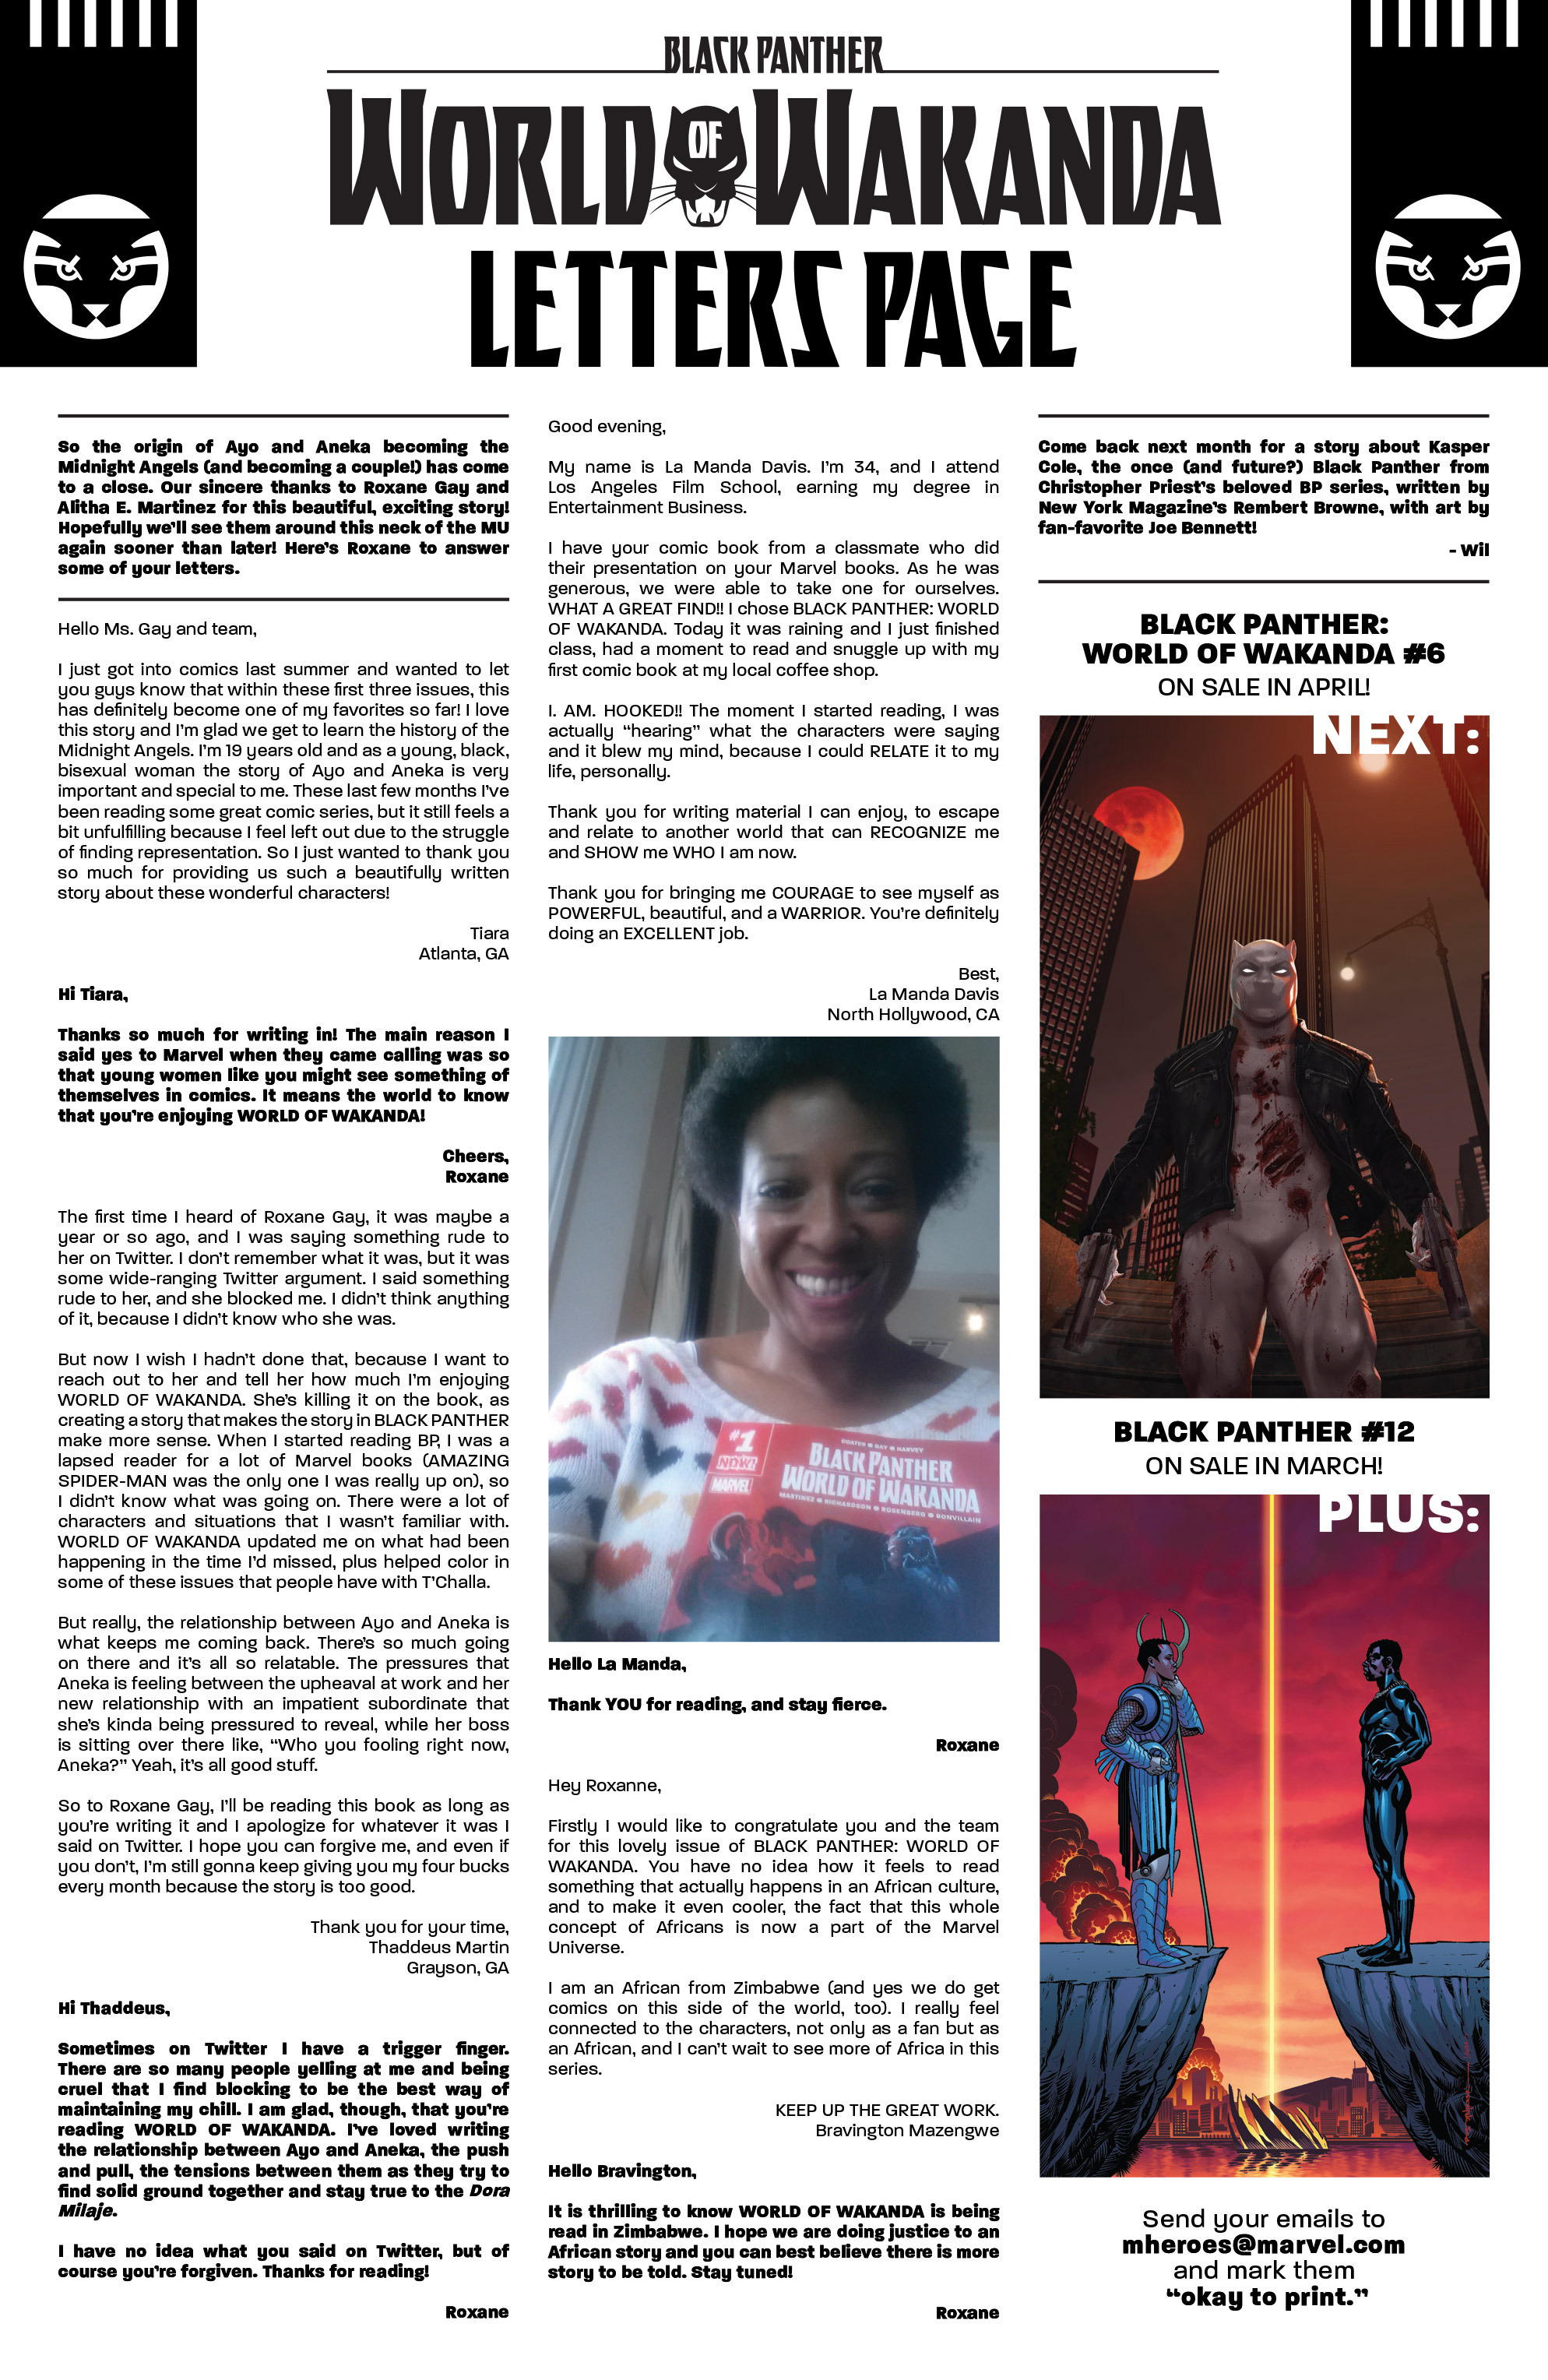 BLACK PANTHER
WORLD OF WAKANDA
LETTERS PAGE
So the origin of Ayo and Aneka becoming the
Midnight Angels (and becoming a couple!) has come
to a close. Our sincere thanks to Roxane Gay and
Alitha E. Martinez for this beautiful, exciting story!
Hopefully we'll see them around this neck of the MU
again sooner than later! Here's Roxane to answer
some of your letters.
Hello Ms. Gay and team,
I just got into comics last summer and wanted to let
you guys know that within these first three issues, this
has definitely become one of my favorites so far! I love
this story and I'm glad we get to learn the history of the
Midnight Angels. I'm 19 years old and as a young, black,
bisexual woman the story of Ayo and Aneka is very
important and special to me. These last few months I've
been reading some great comic series, but it still feels a
bit unfulfilling because I feel left out due to the struggle
of finding representation. So I just wanted to thank you
so much for providing us such a beautifully written
story about these wonderful characters!
Tiara
Atlanta, GA
Hi Tiara,
Thanks so much for writing in! The main reason I
said yes to Marvel when they came calling was so
that young women like you might see something of
themselves in comics. It means the world to know
that you're enjoying WORLD OF WAKANDA!
Cheers,
Roxane
The first time I heard of Roxane Gay, it was maybe a
year or so ago, and I was saying something rude to
her on Twitter. I don't remember what it was, but it was
some wide-ranging Twitter argument. I said something
rude to her, and she blocked me. I didn't think anything
of it, because I didn't know who she was.
But now I wish I hadn't done that, because I want to
reach out to her and tell her how much I'm enjoying
WORLD OF WAKANDA. She's killing it on the book, as
creating a story that makes the story in BLACK PANTHER
make more sense. When I started reading BP, I was a
lapsed reader for a lot of Marvel books (AMAZING
SPIDER-MAN was the only one I was really up on), so
I didn't know what was going on. There were a lot of
characters and situations that I wasn't familiar with.
WORLD OF WAKANDA updated me on what had been
happening in the time I'd missed, plus helped color in
some of these issues that people have with T'Challa.
But really, the relationship between Ayo and Aneka is
what keeps me coming back. There's so much going
on there and it's all so relatable. The pressures that
Aneka is feeling between the upheaval at work and her
new relationship with an impatient subordinate that
she's kinda being pressured to reveal, while her boss
is sitting over there like, "Who you fooling right now,
Aneka?" Yeah, it's all good stuff.
So to Roxane Gay, I'll be reading this book as long as
you're writing it and I apologize for whatever it was I
said on Twitter. I hope you can forgive me, and even if
you don't, I'm still gonna keep giving you my four bucks
every month because the story is too good.
Thank you for your time,
Thaddeus Martin
Grayson, GA
Hi Thaddeus,
Sometimes on Twitter I have a trigger finger.
There are so many people yelling at me and being
cruel that I find blocking to be the best way of
maintaining my chill. I am glad, though, that you're
reading WORLD OF WAKANDA. I've loved writing
the relationship between Ayo and Aneka, the push
and pull, the tensions between them as they try to
find solid ground together and stay true to the Dora
Milaje.
I have no idea what you said on Twitter, but of
course you're forgiven. Thanks for reading!
Roxane
Good evening,
My name is La Manda Davis. I'm 34, and I attend
Los Angeles Film School, earning my degree in
Entertainment Business.
I have your comic book from a classmate who did
their presentation on your Marvel books. As he was
generous, we were able to take one for ourselves.
WHAT A GREAT FIND!! I chose BLACK PANTHER: WORLD
OF WAKANDA. Today it was raining and I just finished
class, had a moment to read and snuggle up with my
first comic book at my local coffee shop.
I. AM. HOOKED!! The moment I started reading, I was
actually "hearing" what the characters were saying
and it blew my mind, because I could RELATE it to my
life, personally.
Thank you for writing material I can enjoy, to escape
and relate to another world that can RECOGNIZE me
and SHOW me WHO I am now.
Thank you for bringing me COURAGE to see myself as
POWERFUL, beautiful, and a WARRIOR. You're definitely
doing an EXCELLENT job.
Best,
La Manda Davis
North Hollywood, CA
#1
NOW!
MARVEL
COATES • GAY • HARVEY
BLACK PANTHER
WORLD OF WAKANDA
MARTINEZ • RICHARDSON • ROSENBERG • BONVILLAIN
Hello La Manda,
Thank YOU for reading, and stay fierce.
Roxane
Hey Roxanne,
Firstly I would like to congratulate you and the team
for this lovely issue of BLACK PANTHER: WORLD OF
WAKANDA. You have no idea how it feels to read
something that actually happens in an African culture,
and to make it even cooler, the fact that this whole
concept of Africans is now a part of the Marvel
Universe.
I am an African from Zimbabwe (and yes we do get
comics on this side of the world, too). I really feel
connected to the characters, not only as a fan but as
an African, and I can't wait to see more of Africa in this
series.
KEEP UP THE GREAT WORK.
Bravington Mazengwe
Hello Bravington,
It is thrilling to know WORLD OF WAKANDA is being
read in Zimbabwe. I hope we are doing justice to an
African story and you can best believe there is more
story to be told. Stay tuned!
Roxane
Come back next month for a story about Kasper
Cole, the once (and future?) Black Panther from
Christopher Priest's beloved BP series, written by
New York Magazine's Rembert Browne, with art by
fan-favorite Joe Bennett!
- Wil
BLACK PANTHER:
WORLD OF WAKANDA #6
ON SALE IN APRIL!
NEXT:
BLACK PANTHER #12
ON SALE IN MARCH!
PLUS:
Send your emails to
mheroes@marvel.com
and mark them
"okay to print."